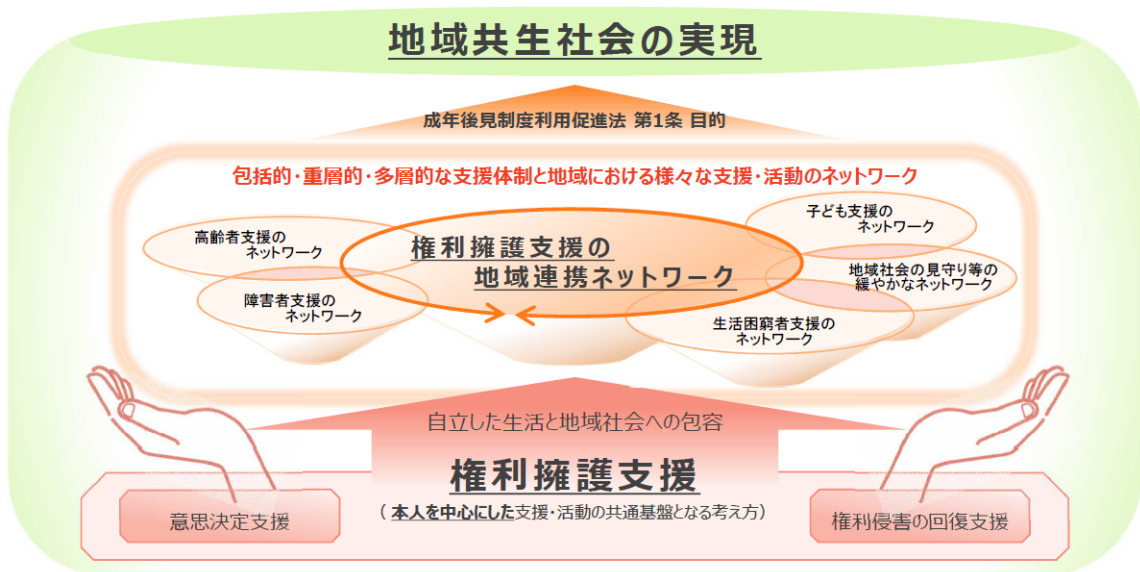 地域共生社会の実現
成年後見制度利用促進法 第1条 目的
包括的・重層的・多層的な支援体制と地域における様々な支援・活動のネットワーク
高齢者支援の
ネットワーク
障害者支援の
ネットワーク
権利擁護支援の
地域連携ネットワーク
子ども支援の
ネットワーク
地域社会の見守り等の
緩やかなネットワーク
生活困窮者支援の
ネットワーク
自立した生活と地域社会への包容
権利擁護支援
（本人を中心にした支援・活動の共通基盤となる考え方）
意思決定支援
権利侵害の回復支援